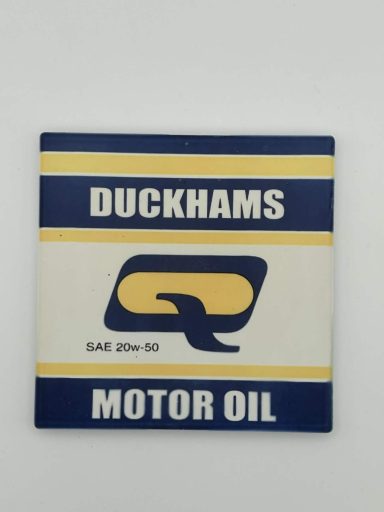 DUCKHAMS
Q
SAE 20w-50
MOTOR OIL